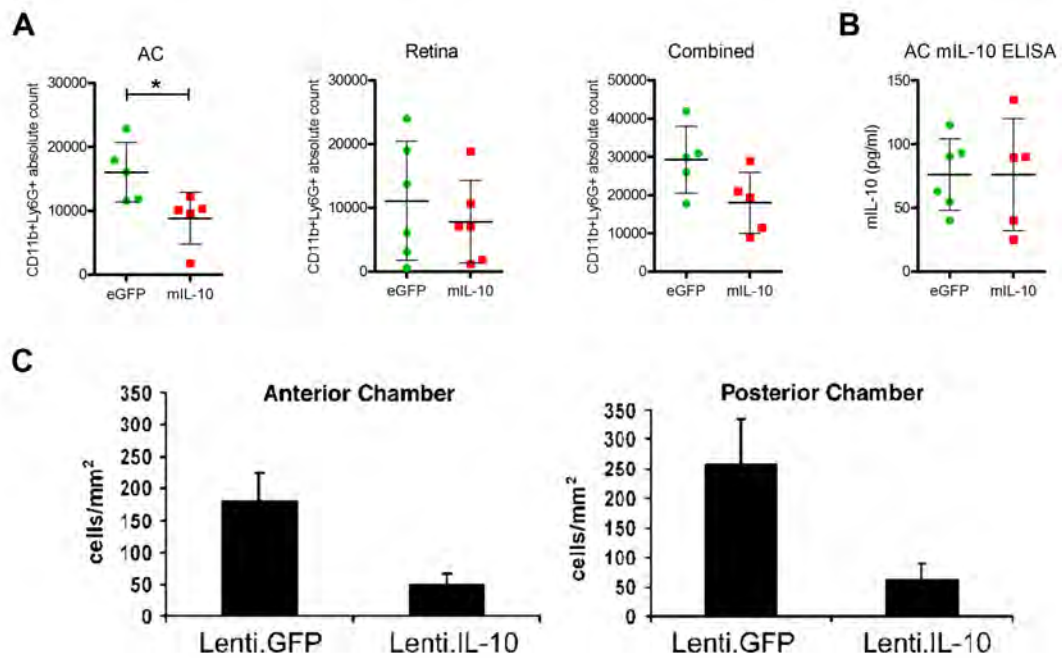 A
AC
CD11b+Ly6G+ absolute count
30000
20000
10000
0
*
eGFP
mIL-10
Retina
CD11b+Ly6G+ absolute count
30000
20000
10000
0
eGFP
mIL-10
Combined
CD11b+Ly6G+ absolute count
50000
40000
30000
20000
10000
0
eGFP
mIL-10
B
AC mIL-10 ELISA
mIL-10 (pg/ml)
150
100
50
0
eGFP
mIL-10
C
Anterior Chamber
cells/mm²
350
300
250
200
150
100
50
0
Lenti.GFP
Lenti.IL-10
Posterior Chamber
cells/mm²
350
300
250
200
150
100
50
0
Lenti.GFP
Lenti.IL-10